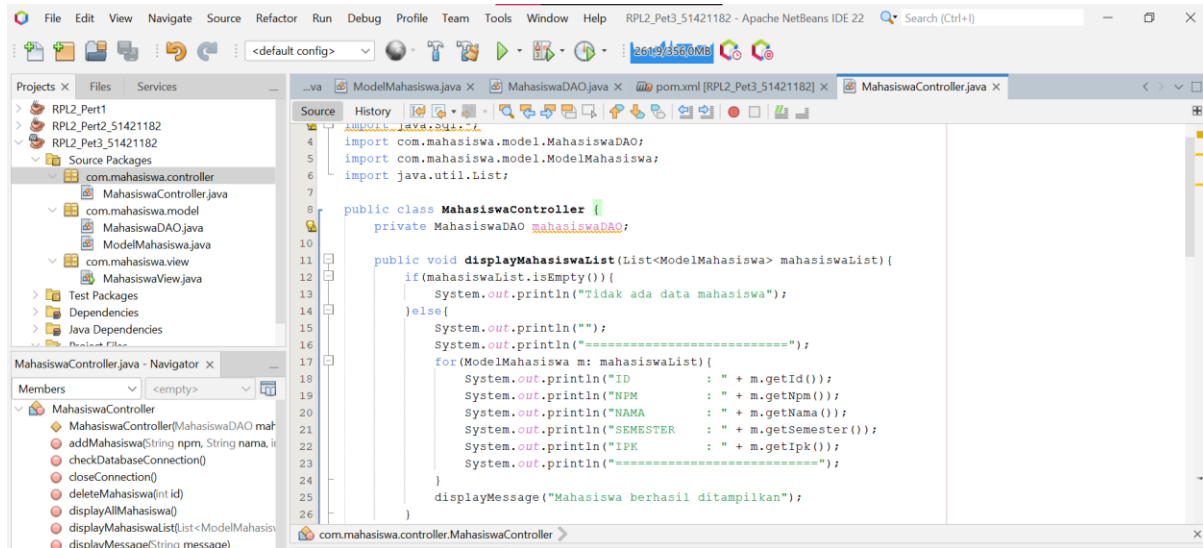 File Edit View Navigate Source Refactor Run Debug Profile Team Tools Window Help RPL2_Pet3_51421182 - Apache NetBeans IDE 22 Search (Ctrl+I)
<default config> 261,9/356,0MB
Projects Files Services
...va ModelMahasiswa.java MahasiswaDAO.java pom.xml [RPL2_Pet3_51421182] MahasiswaController.java
RPL2_Pert1
RPL2_Pert2_51421182
RPL2_Pet3_51421182
Source Packages
com.mahasiswa.controller
MahasiswaController.java
com.mahasiswa.model
MahasiswaDAO.java
ModelMahasiswa.java
com.mahasiswa.view
MahasiswaView.java
Test Packages
Dependencies
Java Dependencies
Project Files
MahasiswaController.java - Navigator
Members <empty>
MahasiswaController
MahasiswaController(MahasiswaDAO mah
addMahasiswa(String npm, String nama, i
checkDatabaseConnection()
closeConnection()
deleteMahasiswa(int id)
displayAllMahasiswa()
displayMahasiswaList(List<ModelMahasisw
displayMessage(String message)
Source History
import java.sql.*;
4 import com.mahasiswa.model.MahasiswaDAO;
5 import com.mahasiswa.model.ModelMahasiswa;
6 import java.util.List;
7
8 public class MahasiswaController {
private MahasiswaDAO mahasiswaDAO;
10
11 public void displayMahasiswaList(List<ModelMahasiswa> mahasiswaList){
12 if(mahasiswaList.isEmpty()){
13 System.out.println("Tidak ada data mahasiswa");
14 }else{
15 System.out.println("");
16 System.out.println("===========================");
17 for(ModelMahasiswa m: mahasiswaList){
18 System.out.println("ID : " + m.getId());
19 System.out.println("NPM : " + m.getNpm());
20 System.out.println("NAMA : " + m.getNama());
21 System.out.println("SEMESTER : " + m.getSemester());
22 System.out.println("IPK : " + m.getIpk());
23 System.out.println("===========================");
24 }
25 displayMessage("Mahasiswa berhasil ditampilkan");
26 }
com.mahasiswa.controller.MahasiswaController